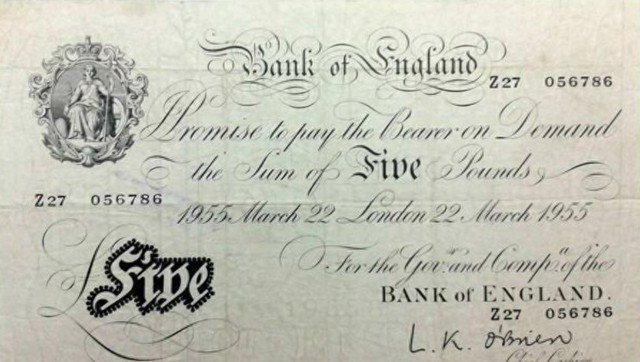 Bank of England
Z27 056786
I Promise to pay the Bearer on Demand
the Sum of Five Pounds
Z27 056786
1955 March 22 London 22 March 1955
£ Five
For the Govr. and Compa. of the
BANK of ENGLAND.
Z27 056786
L. K. O'Brien